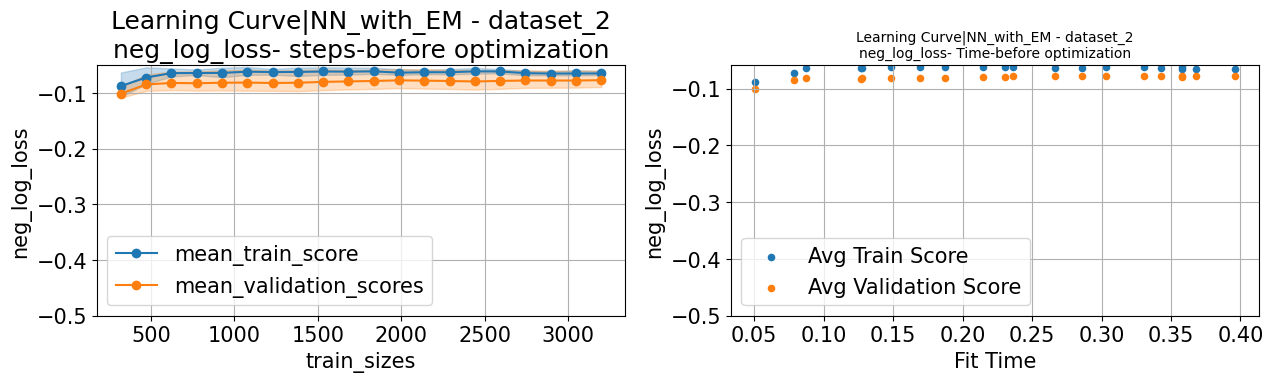 Learning Curve|NN_with_EM - dataset_2
neg_log_loss- steps-before optimization
neg_log_loss
−0.1
−0.2
−0.3
−0.4
−0.5
mean_train_score
mean_validation_scores
500 1000 1500 2000 2500 3000
train_sizes
Learning Curve|NN_with_EM - dataset_2
neg_log_loss- Time-before optimization
neg_log_loss
−0.1
−0.2
−0.3
−0.4
−0.5
Avg Train Score
Avg Validation Score
0.05 0.10 0.15 0.20 0.25 0.30 0.35 0.40
Fit Time